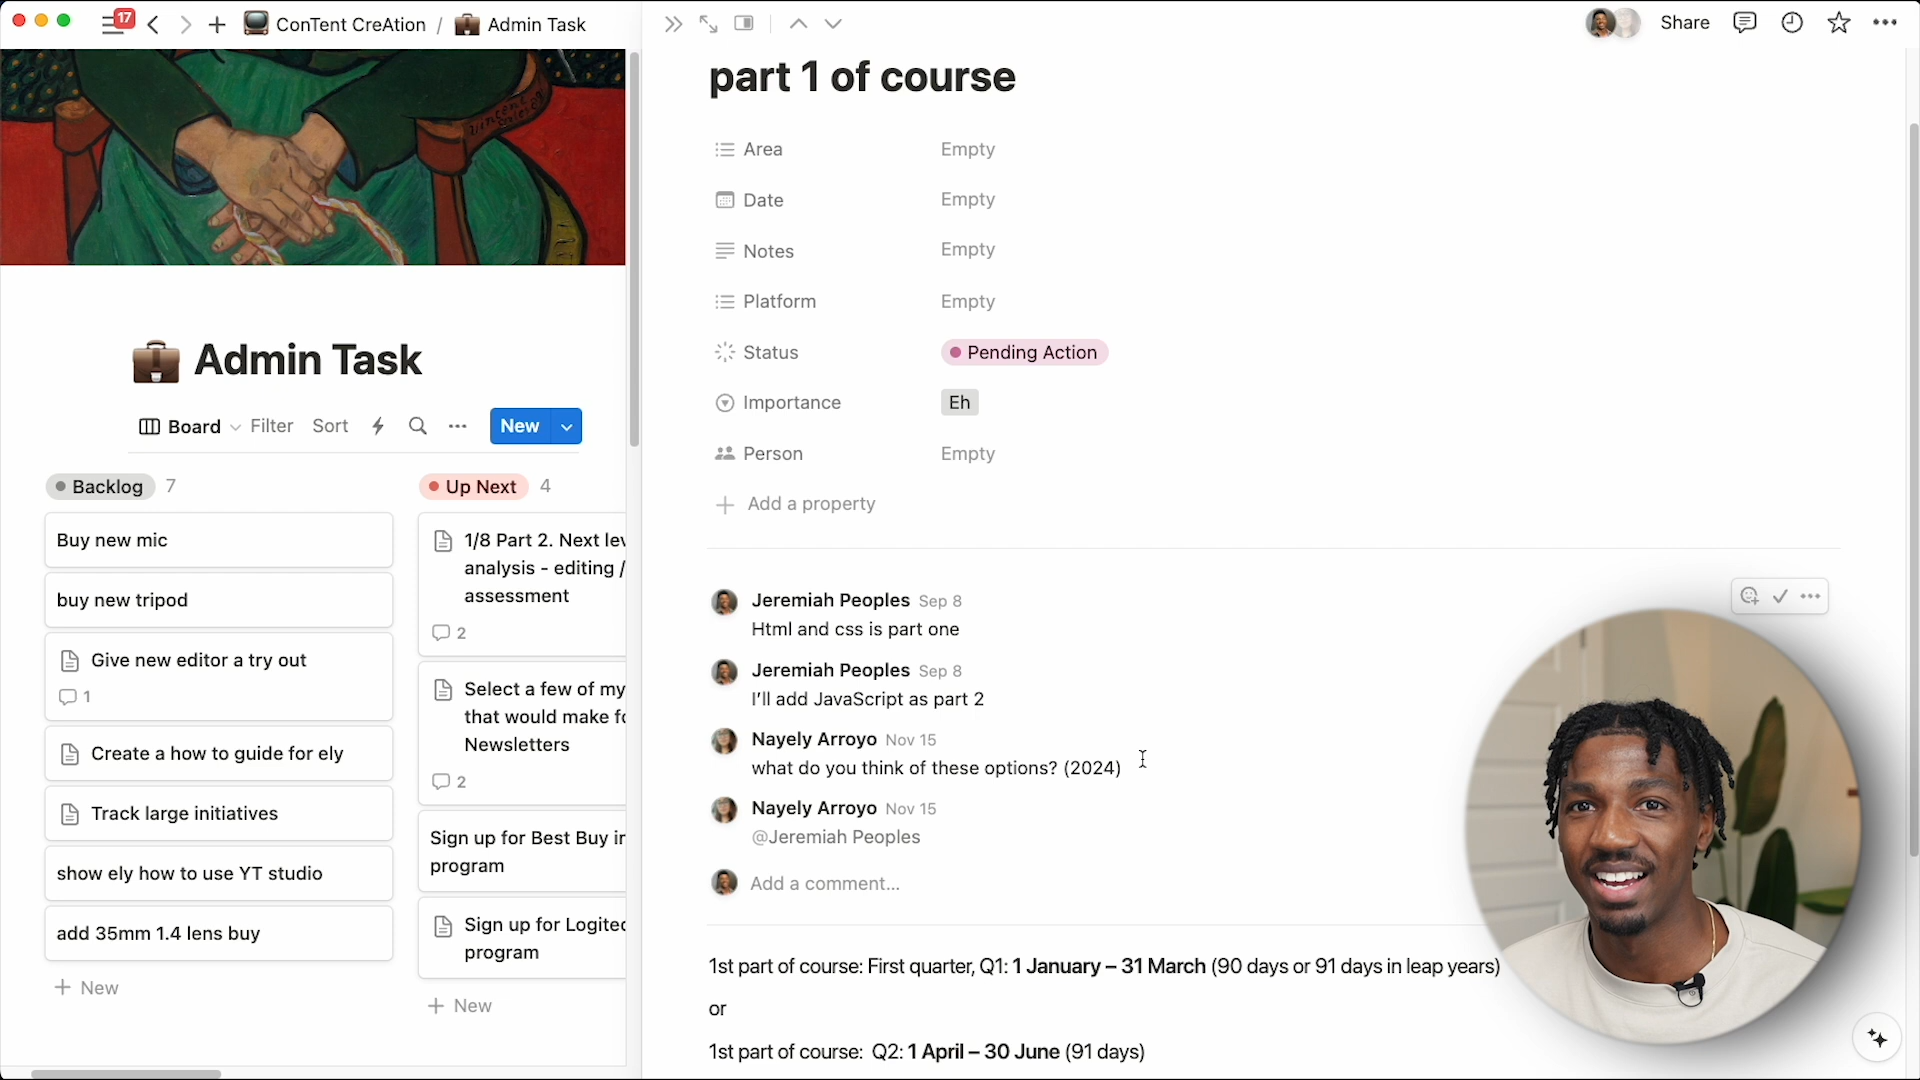 17
ConTent CreAtion / Admin Task
Share
part 1 of course
Area Empty
Date Empty
Notes Empty
Platform Empty
Status Pending Action
Importance Eh
Person Empty
Add a property
Admin Task
Board Filter Sort New
Backlog 7
Buy new mic
buy new tripod
Give new editor a try out
1
Create a how to guide for ely
Track large initiatives
show ely how to use YT studio
add 35mm 1.4 lens buy
New
Up Next 4
1/8 Part 2. Next lev
analysis - editing /
assessment
2
Select a few of my
that would make fo
Newsletters
2
Sign up for Best Buy in
program
Sign up for Logitec
program
New
Jeremiah Peoples Sep 8
Html and css is part one
Jeremiah Peoples Sep 8
I'll add JavaScript as part 2
Nayely Arroyo Nov 15
what do you think of these options? (2024)
Nayely Arroyo Nov 15
@Jeremiah Peoples
Add a comment...
1st part of course: First quarter, Q1: 1 January – 31 March (90 days or 91 days in leap years)
or
1st part of course: Q2: 1 April – 30 June (91 days)